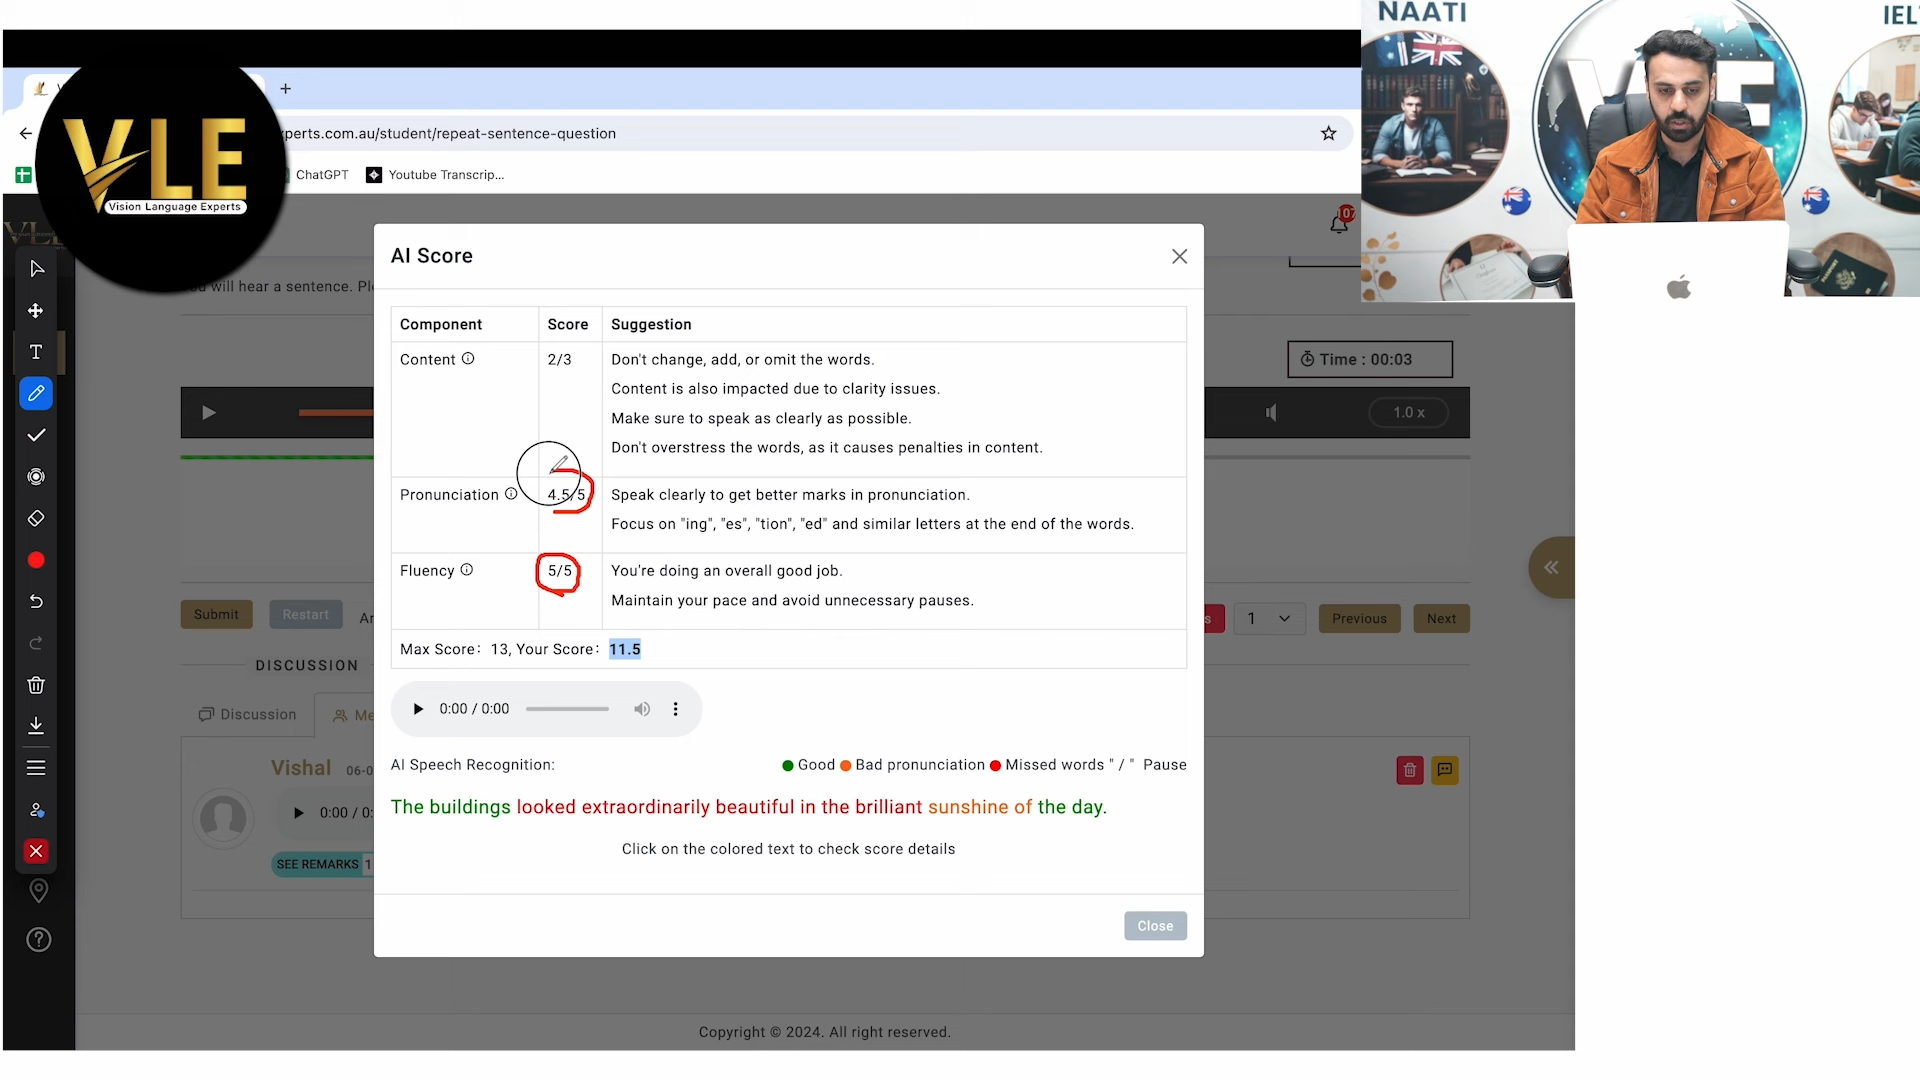 NAATI
IEL
VLE
Vision Language Experts
xperts.com.au/student/repeat-sentence-question
ChatGPT
Youtube Transcrip...
107
will hear a sentence. Pl
AI Score
Component Score Suggestion
Content 2/3 Don't change, add, or omit the words.
Content is also impacted due to clarity issues.
Make sure to speak as clearly as possible.
Don't overstress the words, as it causes penalties in content.
Pronunciation 4.5/5 Speak clearly to get better marks in pronunciation.
Focus on "ing", "es", "tion", "ed" and similar letters at the end of the words.
Fluency 5/5 You're doing an overall good job.
Maintain your pace and avoid unnecessary pauses.
Max Score: 13, Your Score: 11.5
0:00 / 0:00
AI Speech Recognition: Good Bad pronunciation Missed words " / " Pause
The buildings looked extraordinarily beautiful in the brilliant sunshine of the day.
Click on the colored text to check score details
Close
Time : 00:03
1.0 x
Submit Restart
s 1 Previous Next
DISCUSSION
Discussion Me
Vishal 06-0
0:00 / 0:
SEE REMARKS 1
Copyright © 2024. All right reserved.